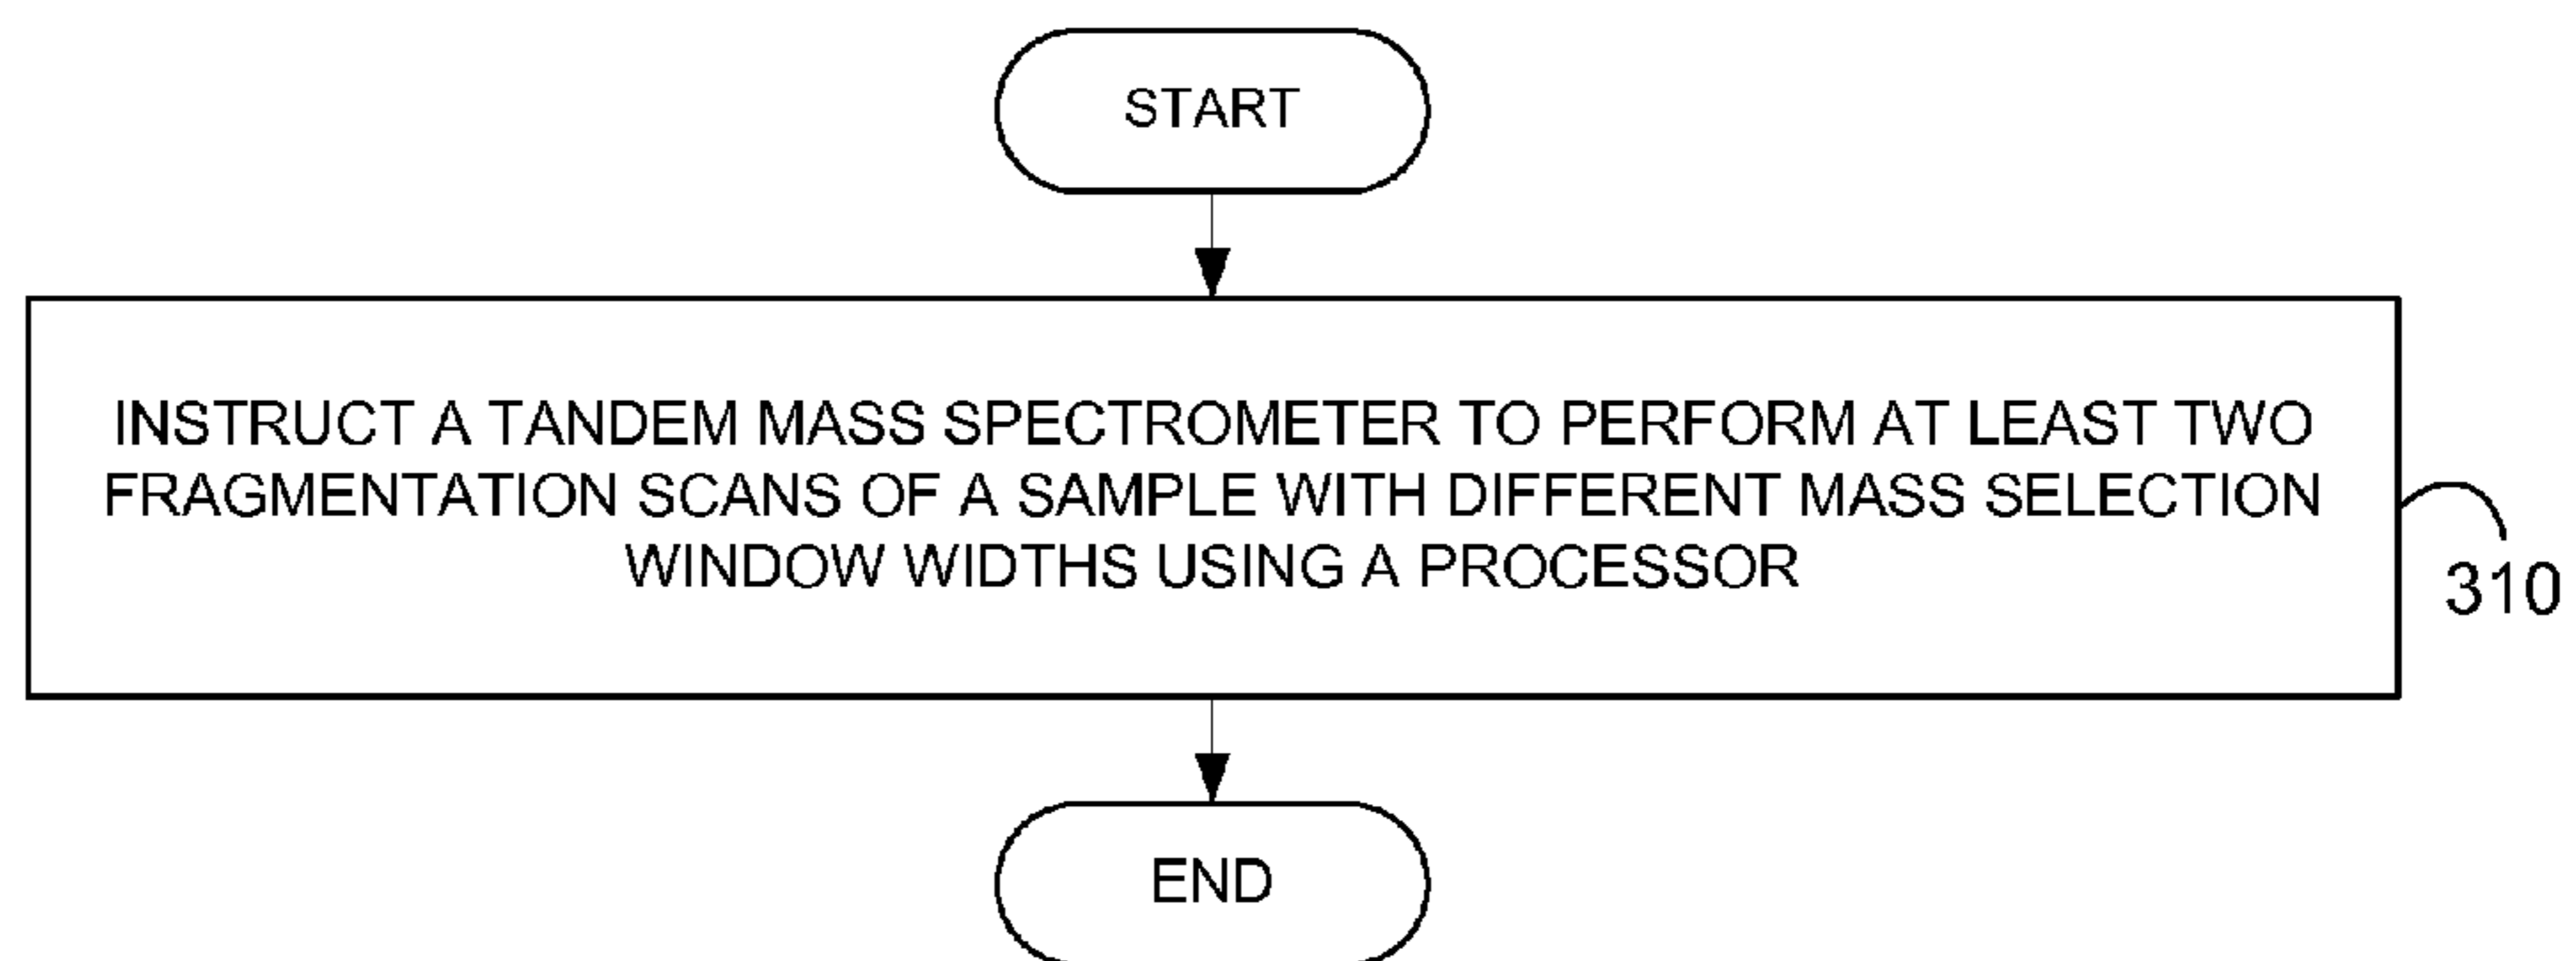 START
INSTRUCT A TANDEM MASS SPECTROMETER TO PERFORM AT LEAST TWO
FRAGMENTATION SCANS OF A SAMPLE WITH DIFFERENT MASS SELECTION
WINDOW WIDTHS USING A PROCESSOR
310
END